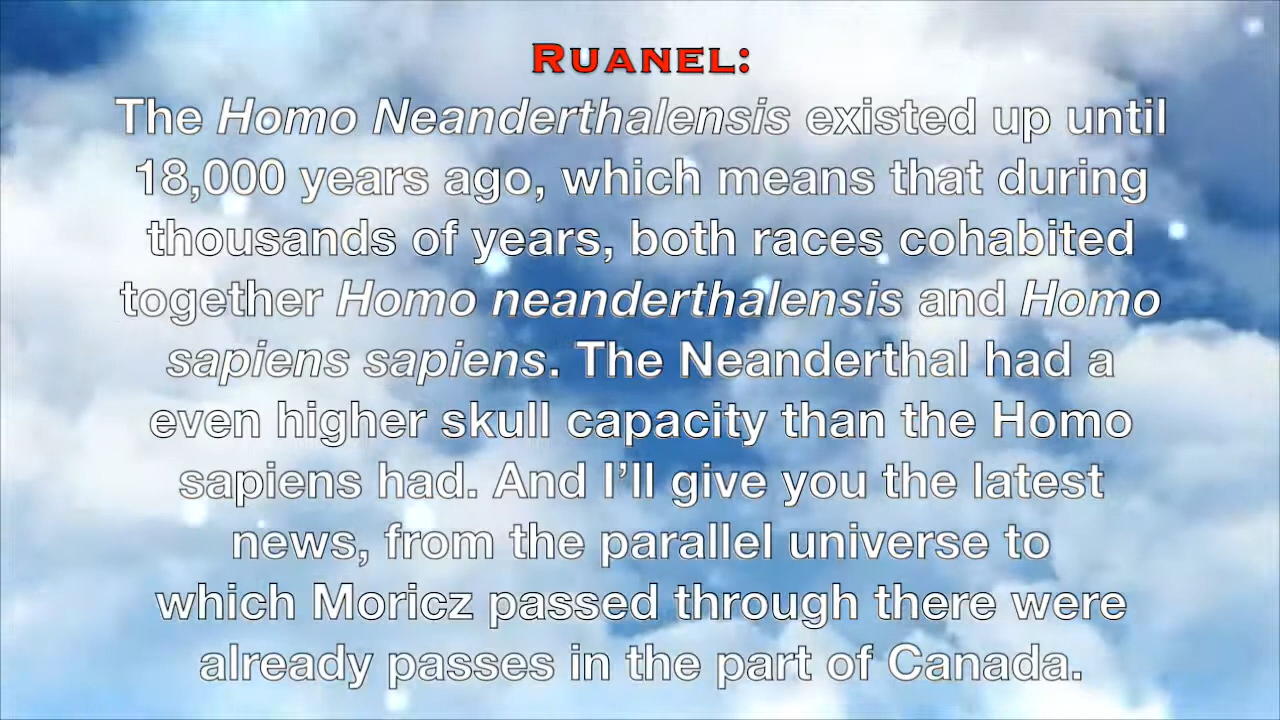 RUANEL:
The Homo Neanderthalensis existed up until
18,000 years ago, which means that during
thousands of years, both races cohabited
together Homo neanderthalensis and Homo
sapiens sapiens. The Neanderthal had a
even higher skull capacity than the Homo
sapiens had. And I’ll give you the latest
news, from the parallel universe to
which Moricz passed through there were
already passes in the part of Canada.